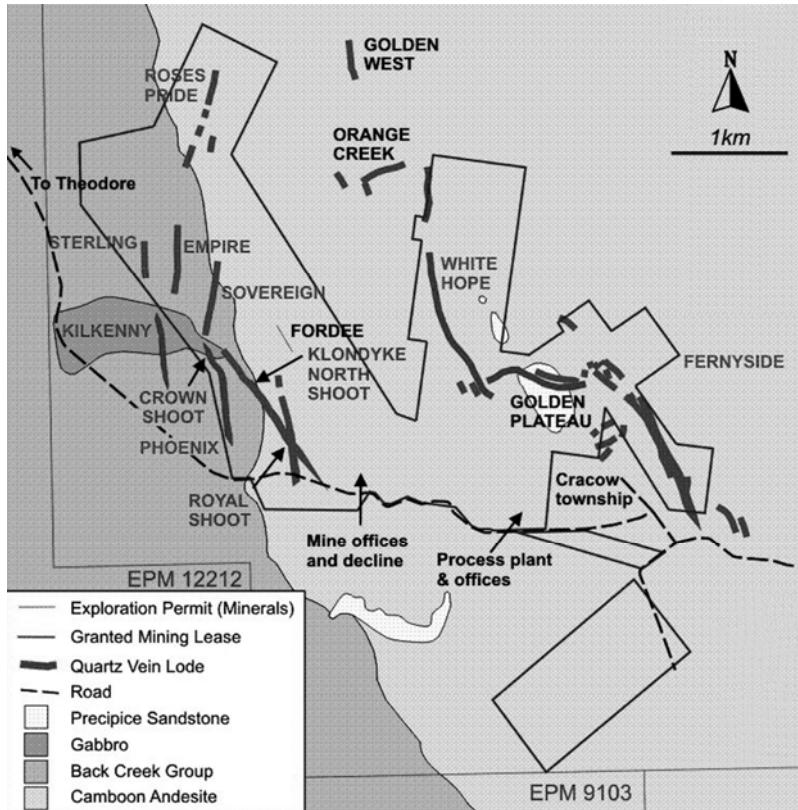 GOLDEN
WEST
ROSES
PRIDE
N
1km
ORANGE
CREEK
To Theodore
STERLING
EMPIRE
SOVEREIGH
WHITE
HOPE
KILKENNY
FORDEE
KLONDYKE
NORTH
SHOOT
FERNYSIDE
CROWN
SHOOT
GOLDEN
PLATEAU
PHOENIX
ROYAL
SHOOT
Cracow
township
Mine offices
and decline
Process plant
& offices
EPM 12212
Exploration Permit (Minerals)
Granted Mining Lease
Quartz Vein Lode
Road
Precipice Sandstone
Gabbro
Back Creek Group
Camboon Andesite
EPM 9103